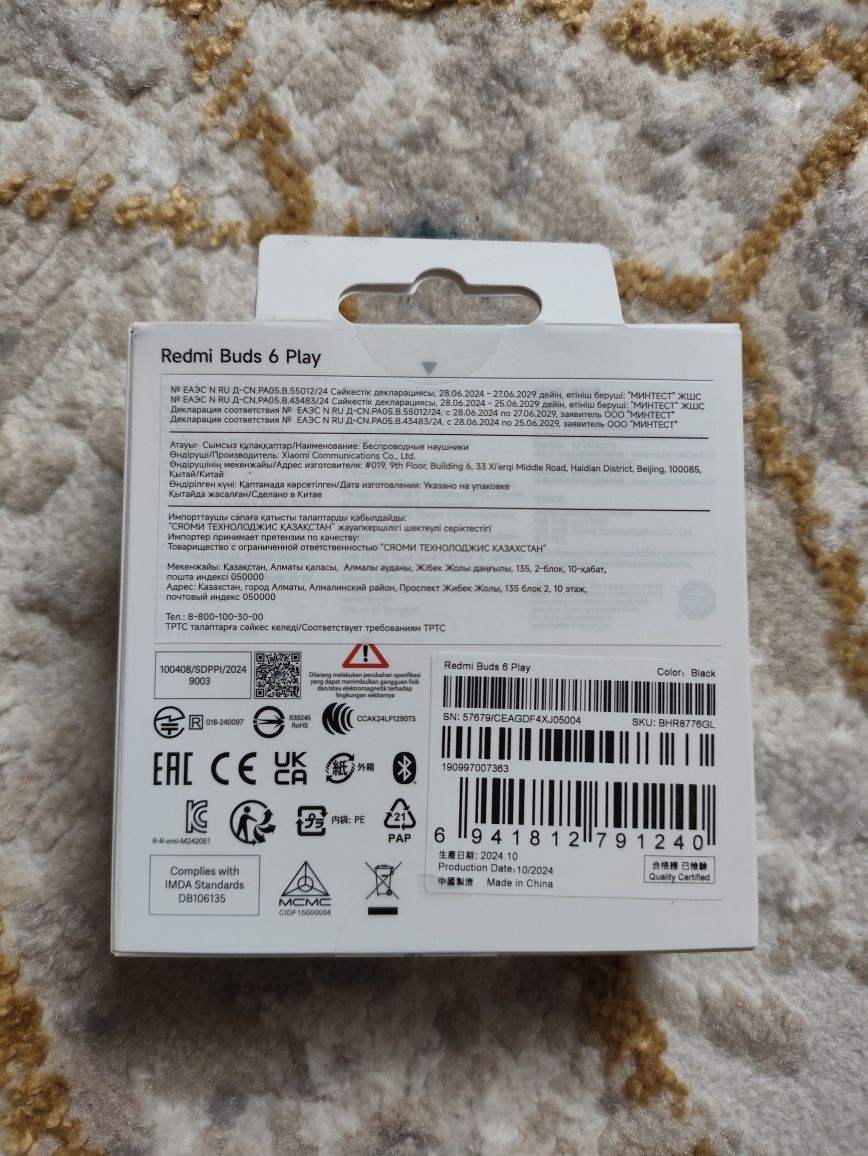 Redmi Buds 6 Play
№ ЕАЭС N RU Д-CN.РА05.В.55012/24 Сәйкестік декларациясы, 28.06.2024 - 27.06.2029 дейін, өтініш беруші: "МИНТЕСТ" ЖШС
№ ЕАЭС N RU Д-CN.РА05.В.43483/24 Сәйкестік декларациясы, 28.06.2024 - 25.06.2029 дейін, өтініш беруші: "МИНТЕСТ" ЖШС
Декларация соответствия № ЕАЭС N RU Д-CN.РА05.В.55012/24, с 28.06.2024 по 27.06.2029, заявитель ООО "МИНТЕСТ"
Декларация соответствия № ЕАЭС N RU Д-CN.РА05.В.43483/24, с 28.06.2024 по 25.06.2029, заявитель ООО "МИНТЕСТ"
Атауы: Сымсыз құлаққаптар/Наименование: Беспроводные наушники
Өндіруші/Производитель: Xiaomi Communications Co., Ltd.
Өндірушінің мекенжайы/Адрес изготовителя: #019, 9th Floor, Building 6, 33 Xi'erqi Middle Road, Haidian District, Beijing, 100085,
Қытай/Китай
Өндірілген күні: Қаптамада көрсетілген/Дата изготовления: Указано на упаковке
Қытайда жасалған/Сделано в Китае
Импорттаушы сапаға қатысты талаптарды қабылдайды:
"СЯОМИ ТЕХНОЛОДЖИС ҚАЗАҚСТАН" жауапкершілігі шектеулі серіктестігі
Импортер принимает претензии по качеству:
Товарищество с ограниченной ответственностью "СЯОМИ ТЕХНОЛОДЖИС КАЗАХСТАН"
Мекенжайы: Қазақстан, Алматы қаласы, Алмалы ауданы, Жібек Жолы даңғылы, 135, 2-блок, 10-қабат,
пошта индексі 050000
Адрес: Казахстан, город Алматы, Алмалинский район, Проспект Жибек Жолы, 135 блок 2, 10 этаж,
почтовый индекс 050000
Тел.: 8-800-100-30-00
ТРТС талаптарға сәйкес келеді/Соответствует требованиям ТРТС
100408/SDPPI/2024
9003
Dilarang melakukan perubahan spesifikasi
yang dapat menimbulkan gangguan fisik
dan/atau elektromagnetik terhadap
lingkungan sekitarnya
R 018-240097
R39245
RoHS
CCAK24LP1290T5
EAC CE UK
CA
紙 外箱
R-R-xmi-M2420E1
プラ 内袋: PE
21
PAP
Complies with
IMDA Standards
DB106135
MCMC
CIDF15000056
Redmi Buds 6 Play
Color: Black
SN: 57679/CEAGDF4XJ05004 SKU: BHR8776GL
190997007363
6 941812 791240
生產日期: 2024.10
Production Date: 10/2024
中國製造 Made in China
合格證 已檢驗
Quality Certified